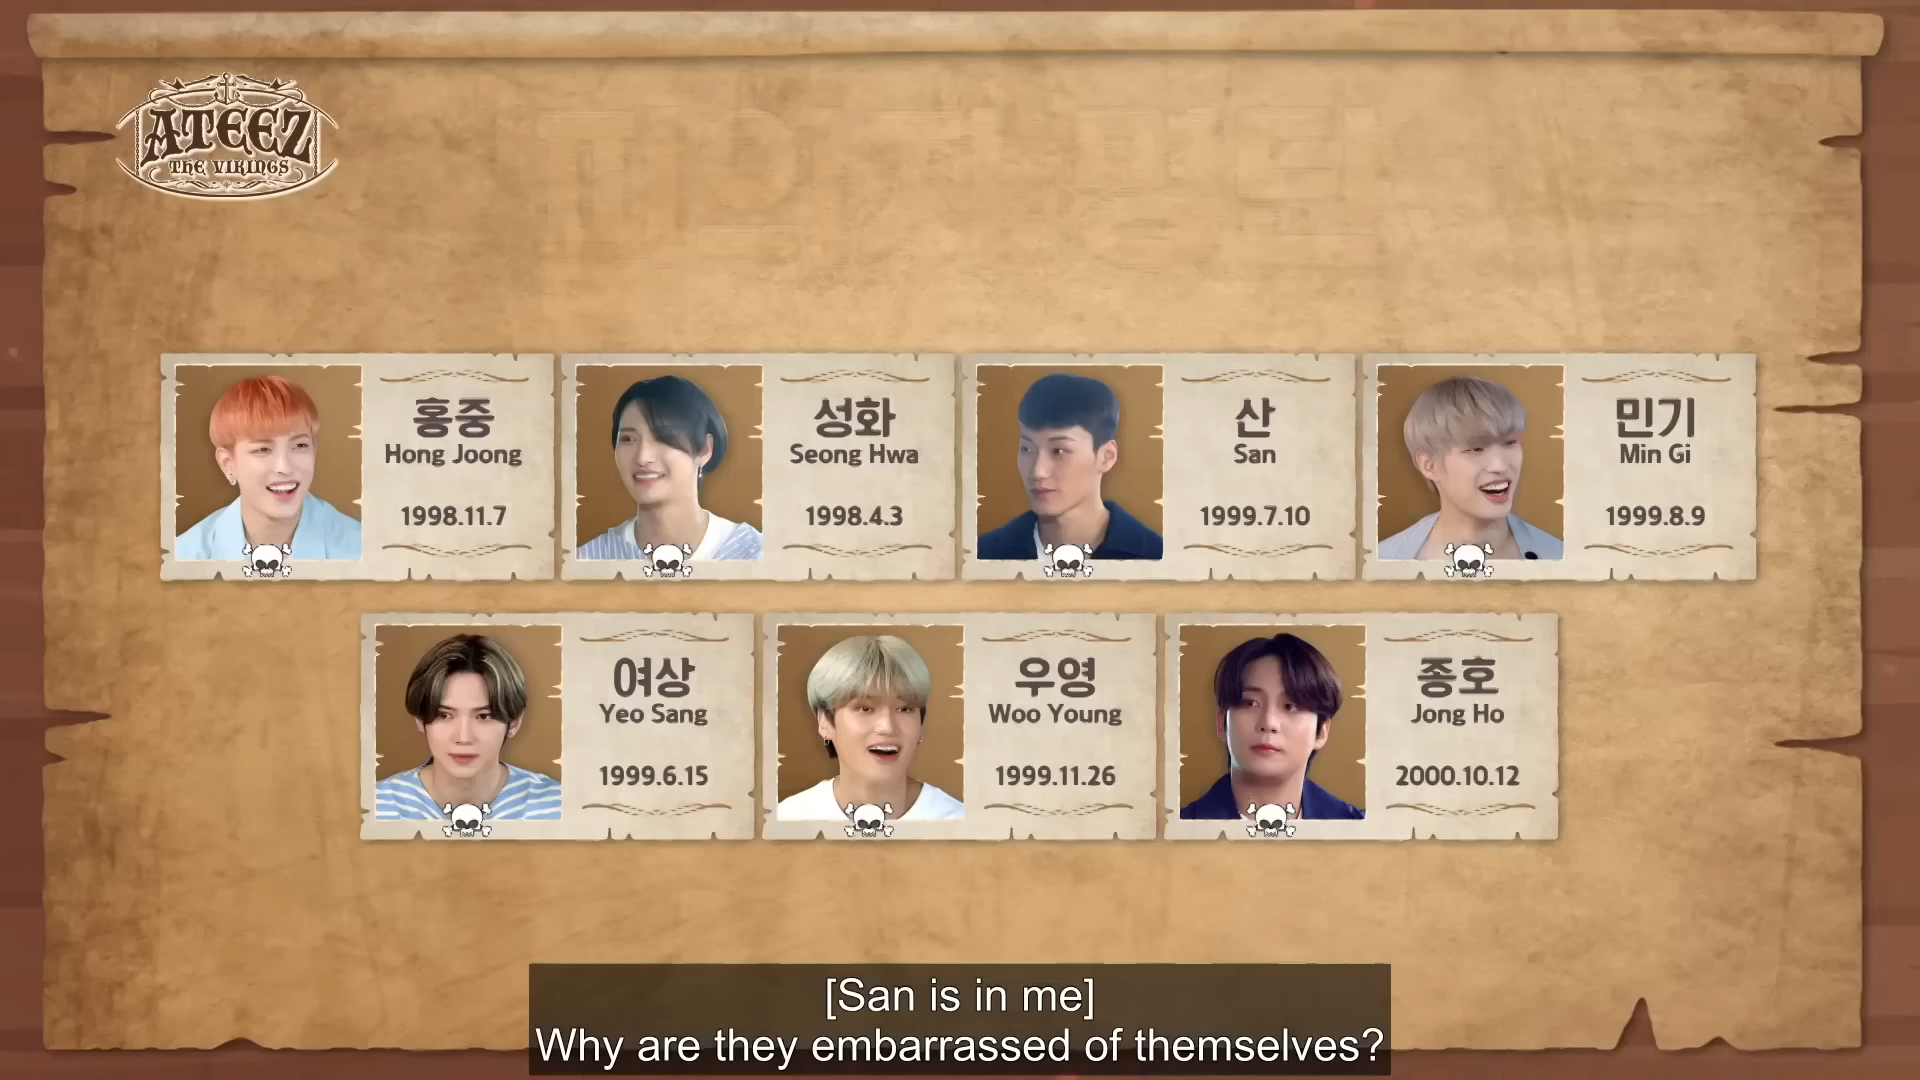 ATEEZ
THE VIKINGS
홍중
Hong Joong
1998.11.7
성화
Seong Hwa
1998.4.3
산
San
1999.7.10
민기
Min Gi
1999.8.9
여상
Yeo Sang
1999.6.15
우영
Woo Young
1999.11.26
종호
Jong Ho
2000.10.12
[San is in me]
Why are they embarrassed of themselves?